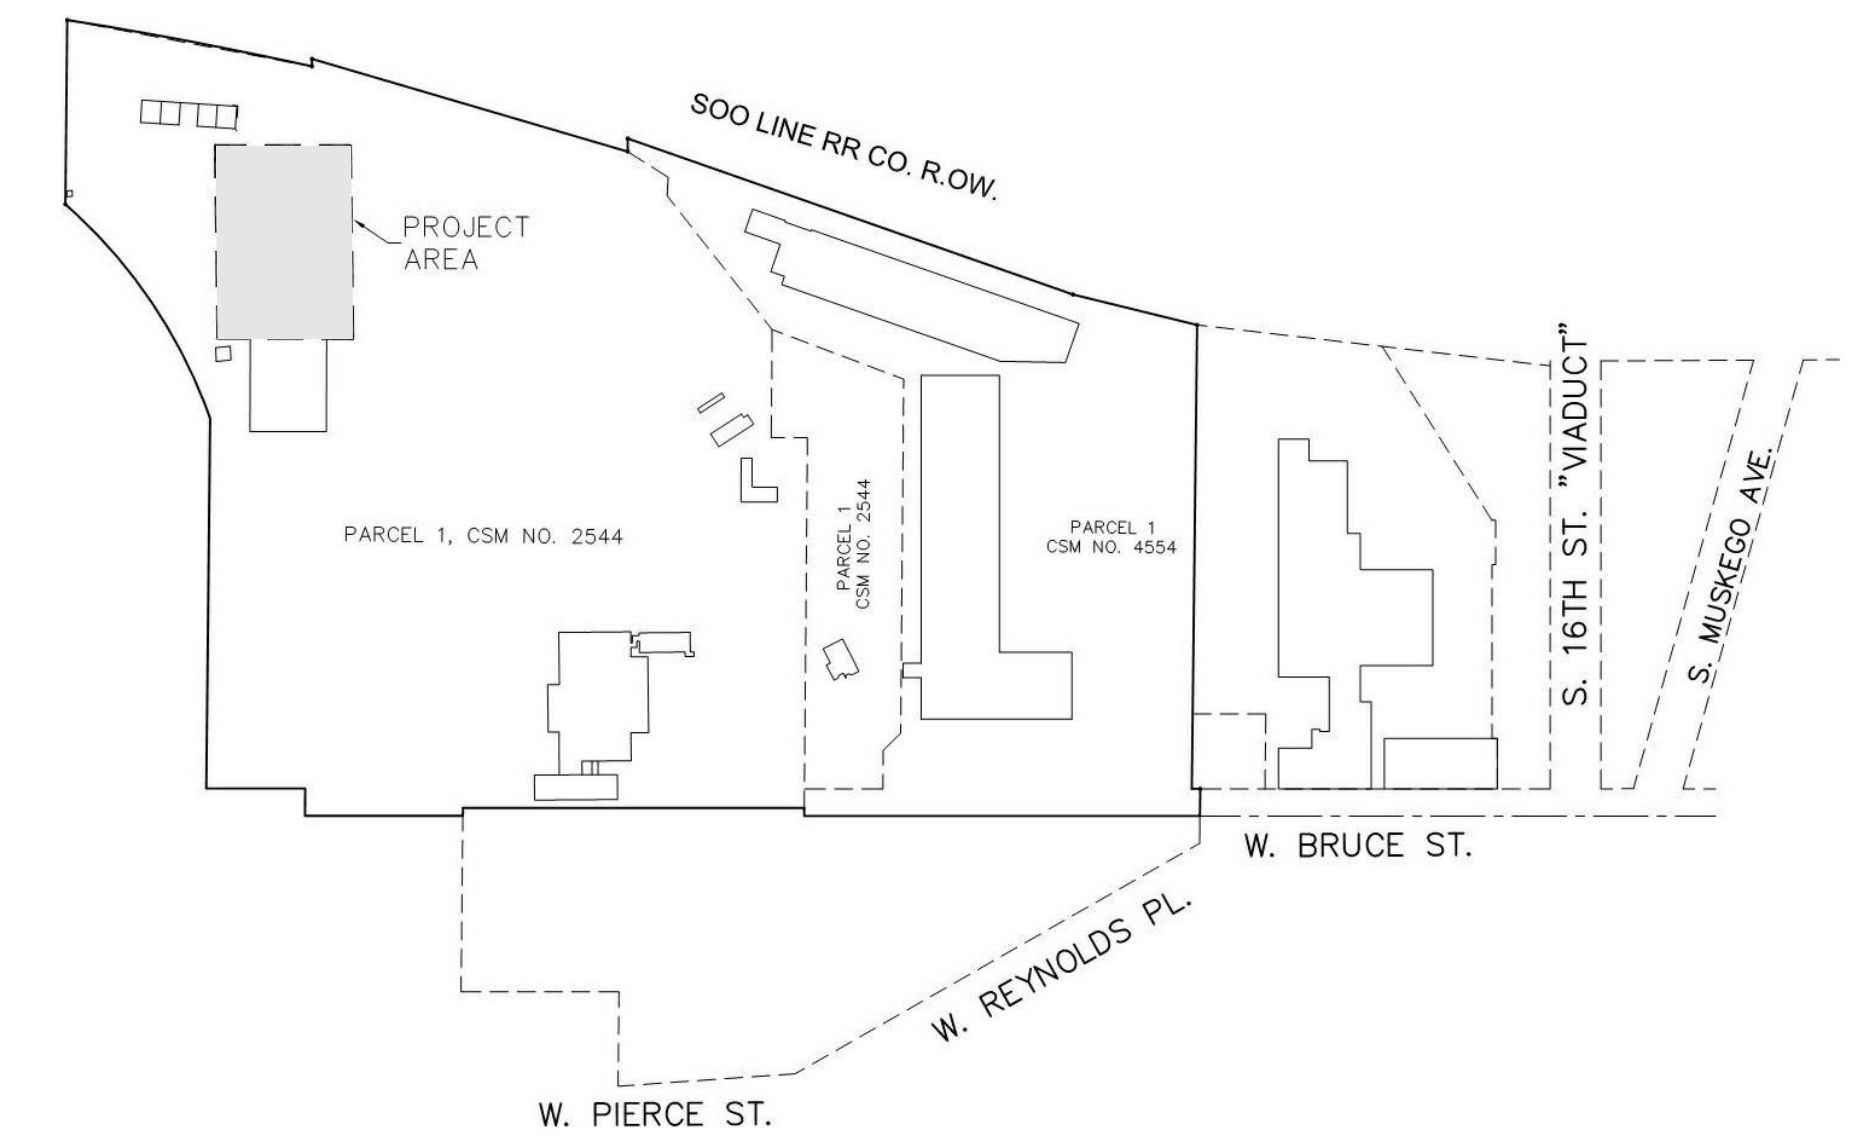 SOO LINE RR CO. R.OW.
PROJECT
AREA
PARCEL 1, CSM NO. 2544
PARCEL 1
CSM NO. 2544
PARCEL 1
CSM NO. 4554
S. 16TH ST. "VIADUCT"
S. MUSKEGO AVE.
W. BRUCE ST.
W. REYNOLDS PL.
W. PIERCE ST.